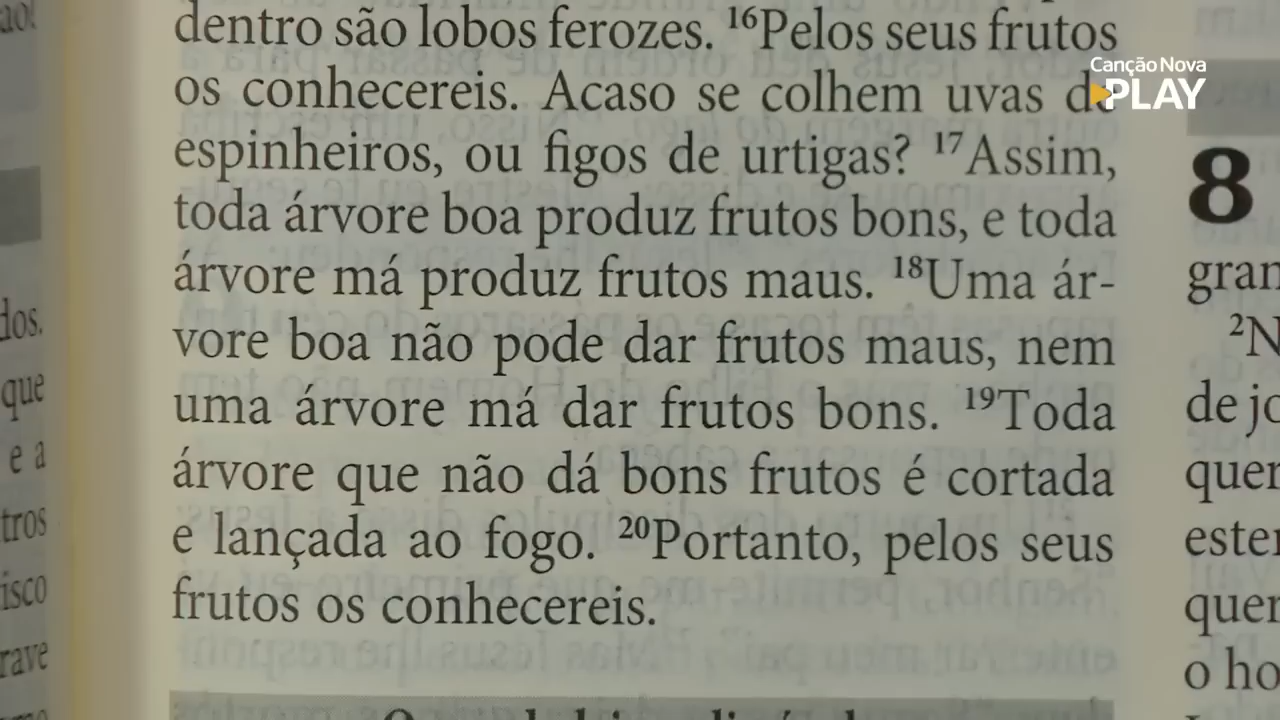 dentro são lobos ferozes. ¹⁶Pelos seus frutos
os conhecereis. Acaso se colhem uvas de
espinheiros, ou figos de urtigas? ¹⁷Assim,
toda árvore boa produz frutos bons, e toda
árvore má produz frutos maus. ¹⁸Uma ár-
vore boa não pode dar frutos maus, nem
uma árvore má dar frutos bons. ¹⁹Toda
árvore que não dá bons frutos é cortada
e lançada ao fogo. ²⁰Portanto, pelos seus
frutos os conhecereis.
Canção Nova
PLAY
dos.
que
e a
tros
isco
rave
8
gran
²N
de jo
quer
ester
quer
o ho